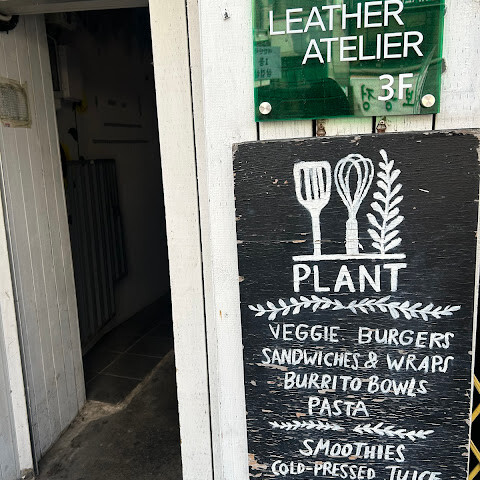 LEATHER
ATELIER
3F
PLANT
VEGGIE BURGERS
SANDWICHES & WRAPS
BURRITO BOWLS
PASTA
SMOOTHIES
COLD-PRESSED JUICE